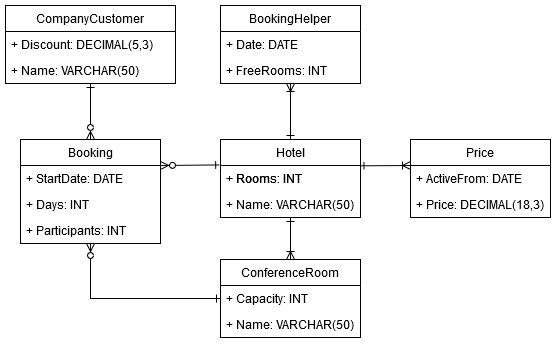 CompanyCustomer
+ Discount: DECIMAL(5,3)
+ Name: VARCHAR(50)
BookingHelper
+ Date: DATE
+ FreeRooms: INT
Booking
+ StartDate: DATE
+ Days: INT
+ Participants: INT
Hotel
+ Rooms: INT
+ Name: VARCHAR(50)
Price
+ ActiveFrom: DATE
+ Price: DECIMAL(18,3)
ConferenceRoom
+ Capacity: INT
+ Name: VARCHAR(50)